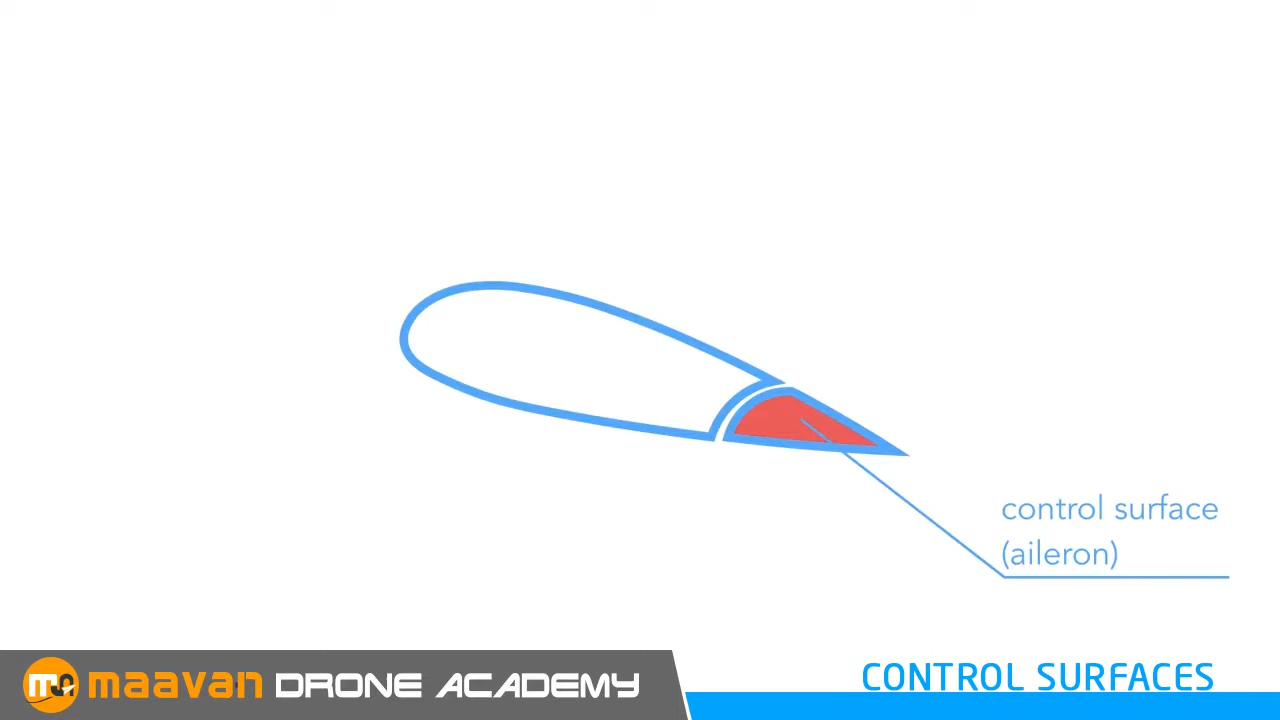 control surface
(aileron)
maavan DRONE ACADEMY
CONTROL SURFACES